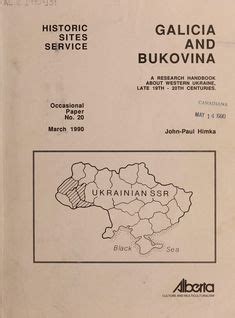 HISTORIC
SITES
SERVICE
GALICIA
AND
BUKOVINA
A RESEARCH HANDBOOK
ABOUT WESTERN UKRAINE,
LATE 19TH - 20TH CENTURIES.
Occasional
Paper
No. 20
March 1990
CANADIANA
MAY 14 1990
John-Paul Himka
UKRAINIAN SSR
Black Sea
Alberta
CULTURE AND MULTICULTURALISM